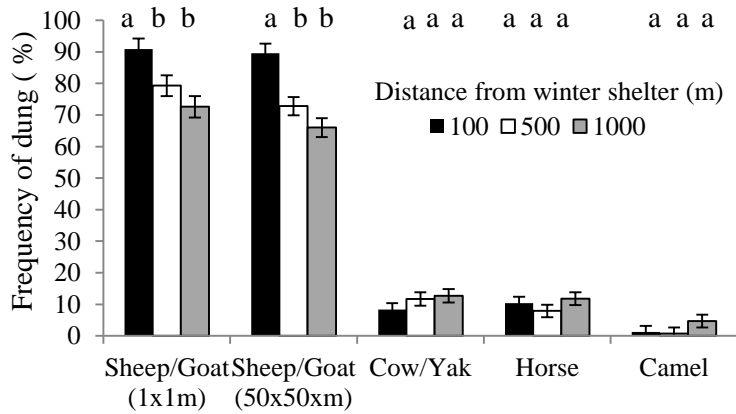 a b b a b b a a a a a a a a a
100
90
80
70
60
50
40
30
20
10
0
Frequency of dung ( %)
Distance from winter shelter (m)
100 500 1000
Sheep/Goat Sheep/Goat Cow/Yak Horse Camel
(1x1m) (50x50xm)